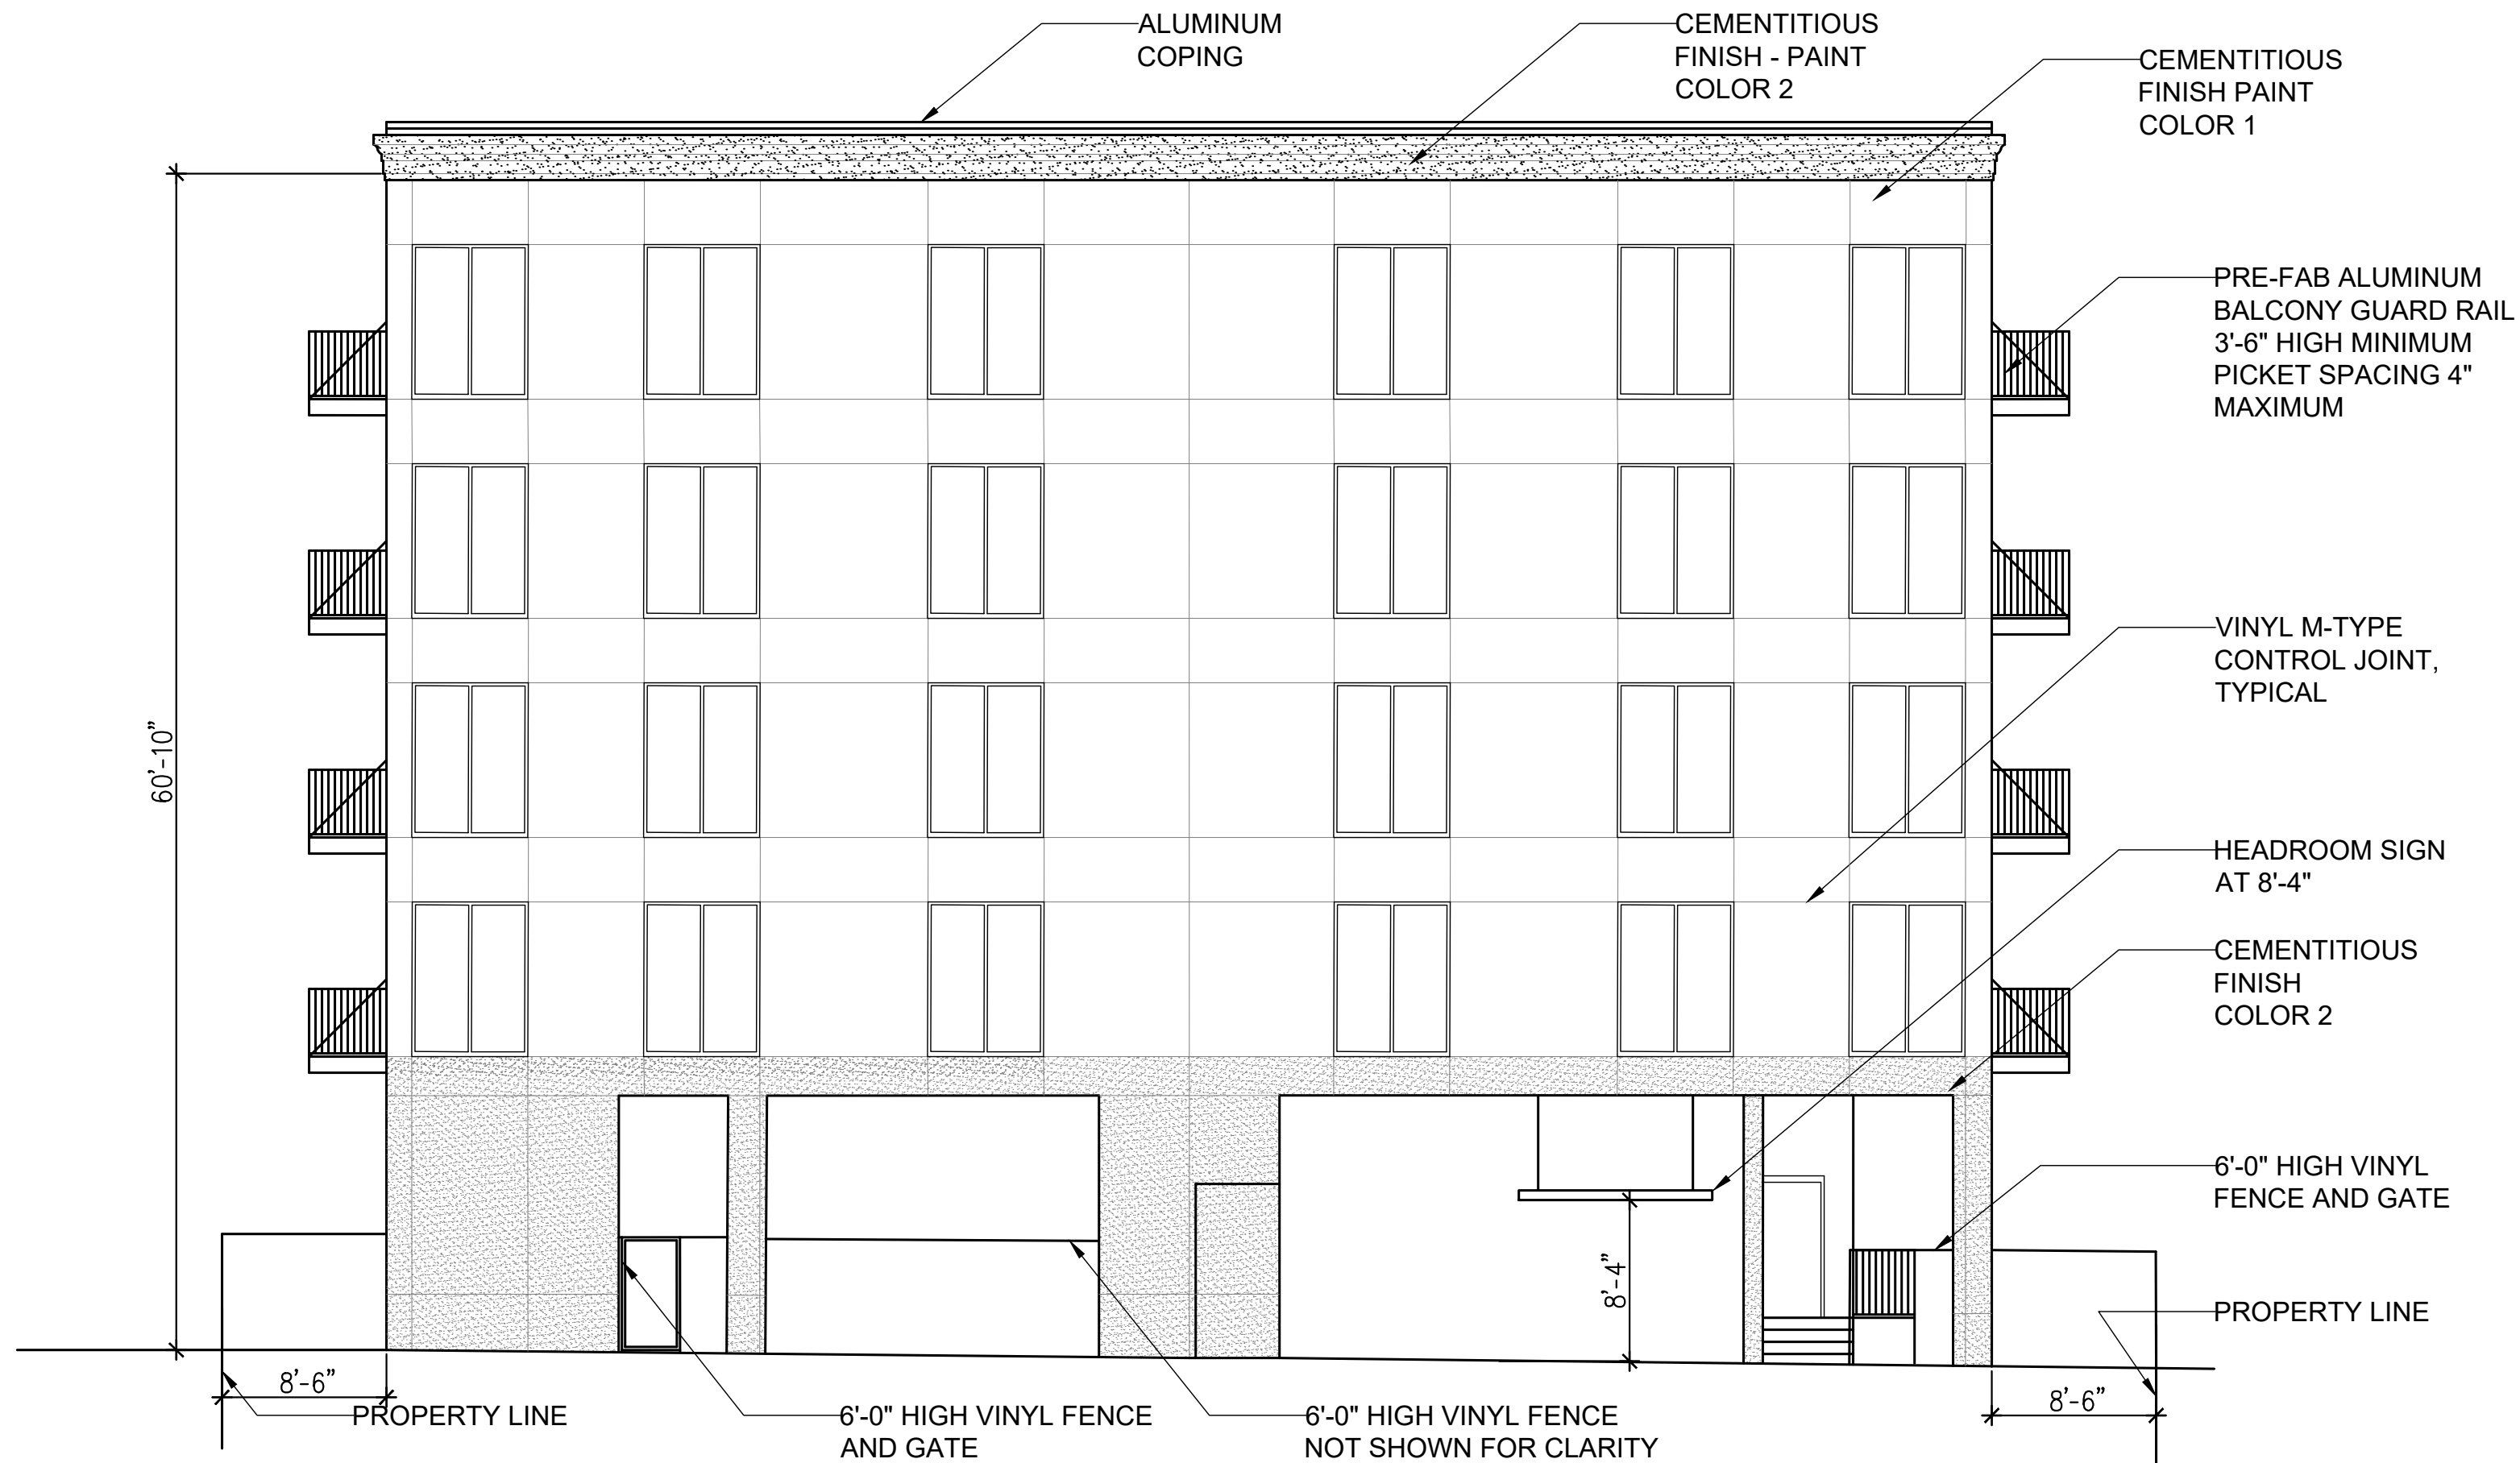 ALUMINUM
COPING
CEMENTITIOUS
FINISH - PAINT
COLOR 2
CEMENTITIOUS
FINISH PAINT
COLOR 1
PRE-FAB ALUMINUM
BALCONY GUARD RAIL
3'-6" HIGH MINIMUM
PICKET SPACING 4"
MAXIMUM
VINYL M-TYPE
CONTROL JOINT,
TYPICAL
60'-10"
HEADROOM SIGN
AT 8'-4"
CEMENTITIOUS
FINISH
COLOR 2
6'-0" HIGH VINYL
FENCE AND GATE
8'-4"
PROPERTY LINE
8'-6"
PROPERTY LINE
6'-0" HIGH VINYL FENCE
AND GATE
6'-0" HIGH VINYL FENCE
NOT SHOWN FOR CLARITY
8'-6"